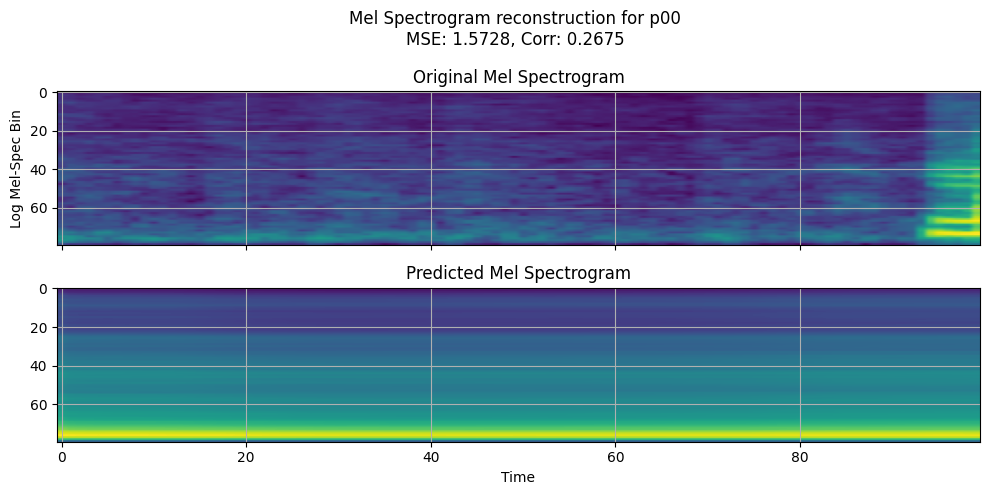 Mel Spectrogram reconstruction for p00
MSE: 1.5728, Corr: 0.2675
Original Mel Spectrogram
0
20
40
60
Log Mel-Spec Bin
Predicted Mel Spectrogram
0
20
40
60
0 20 40 60 80
Time